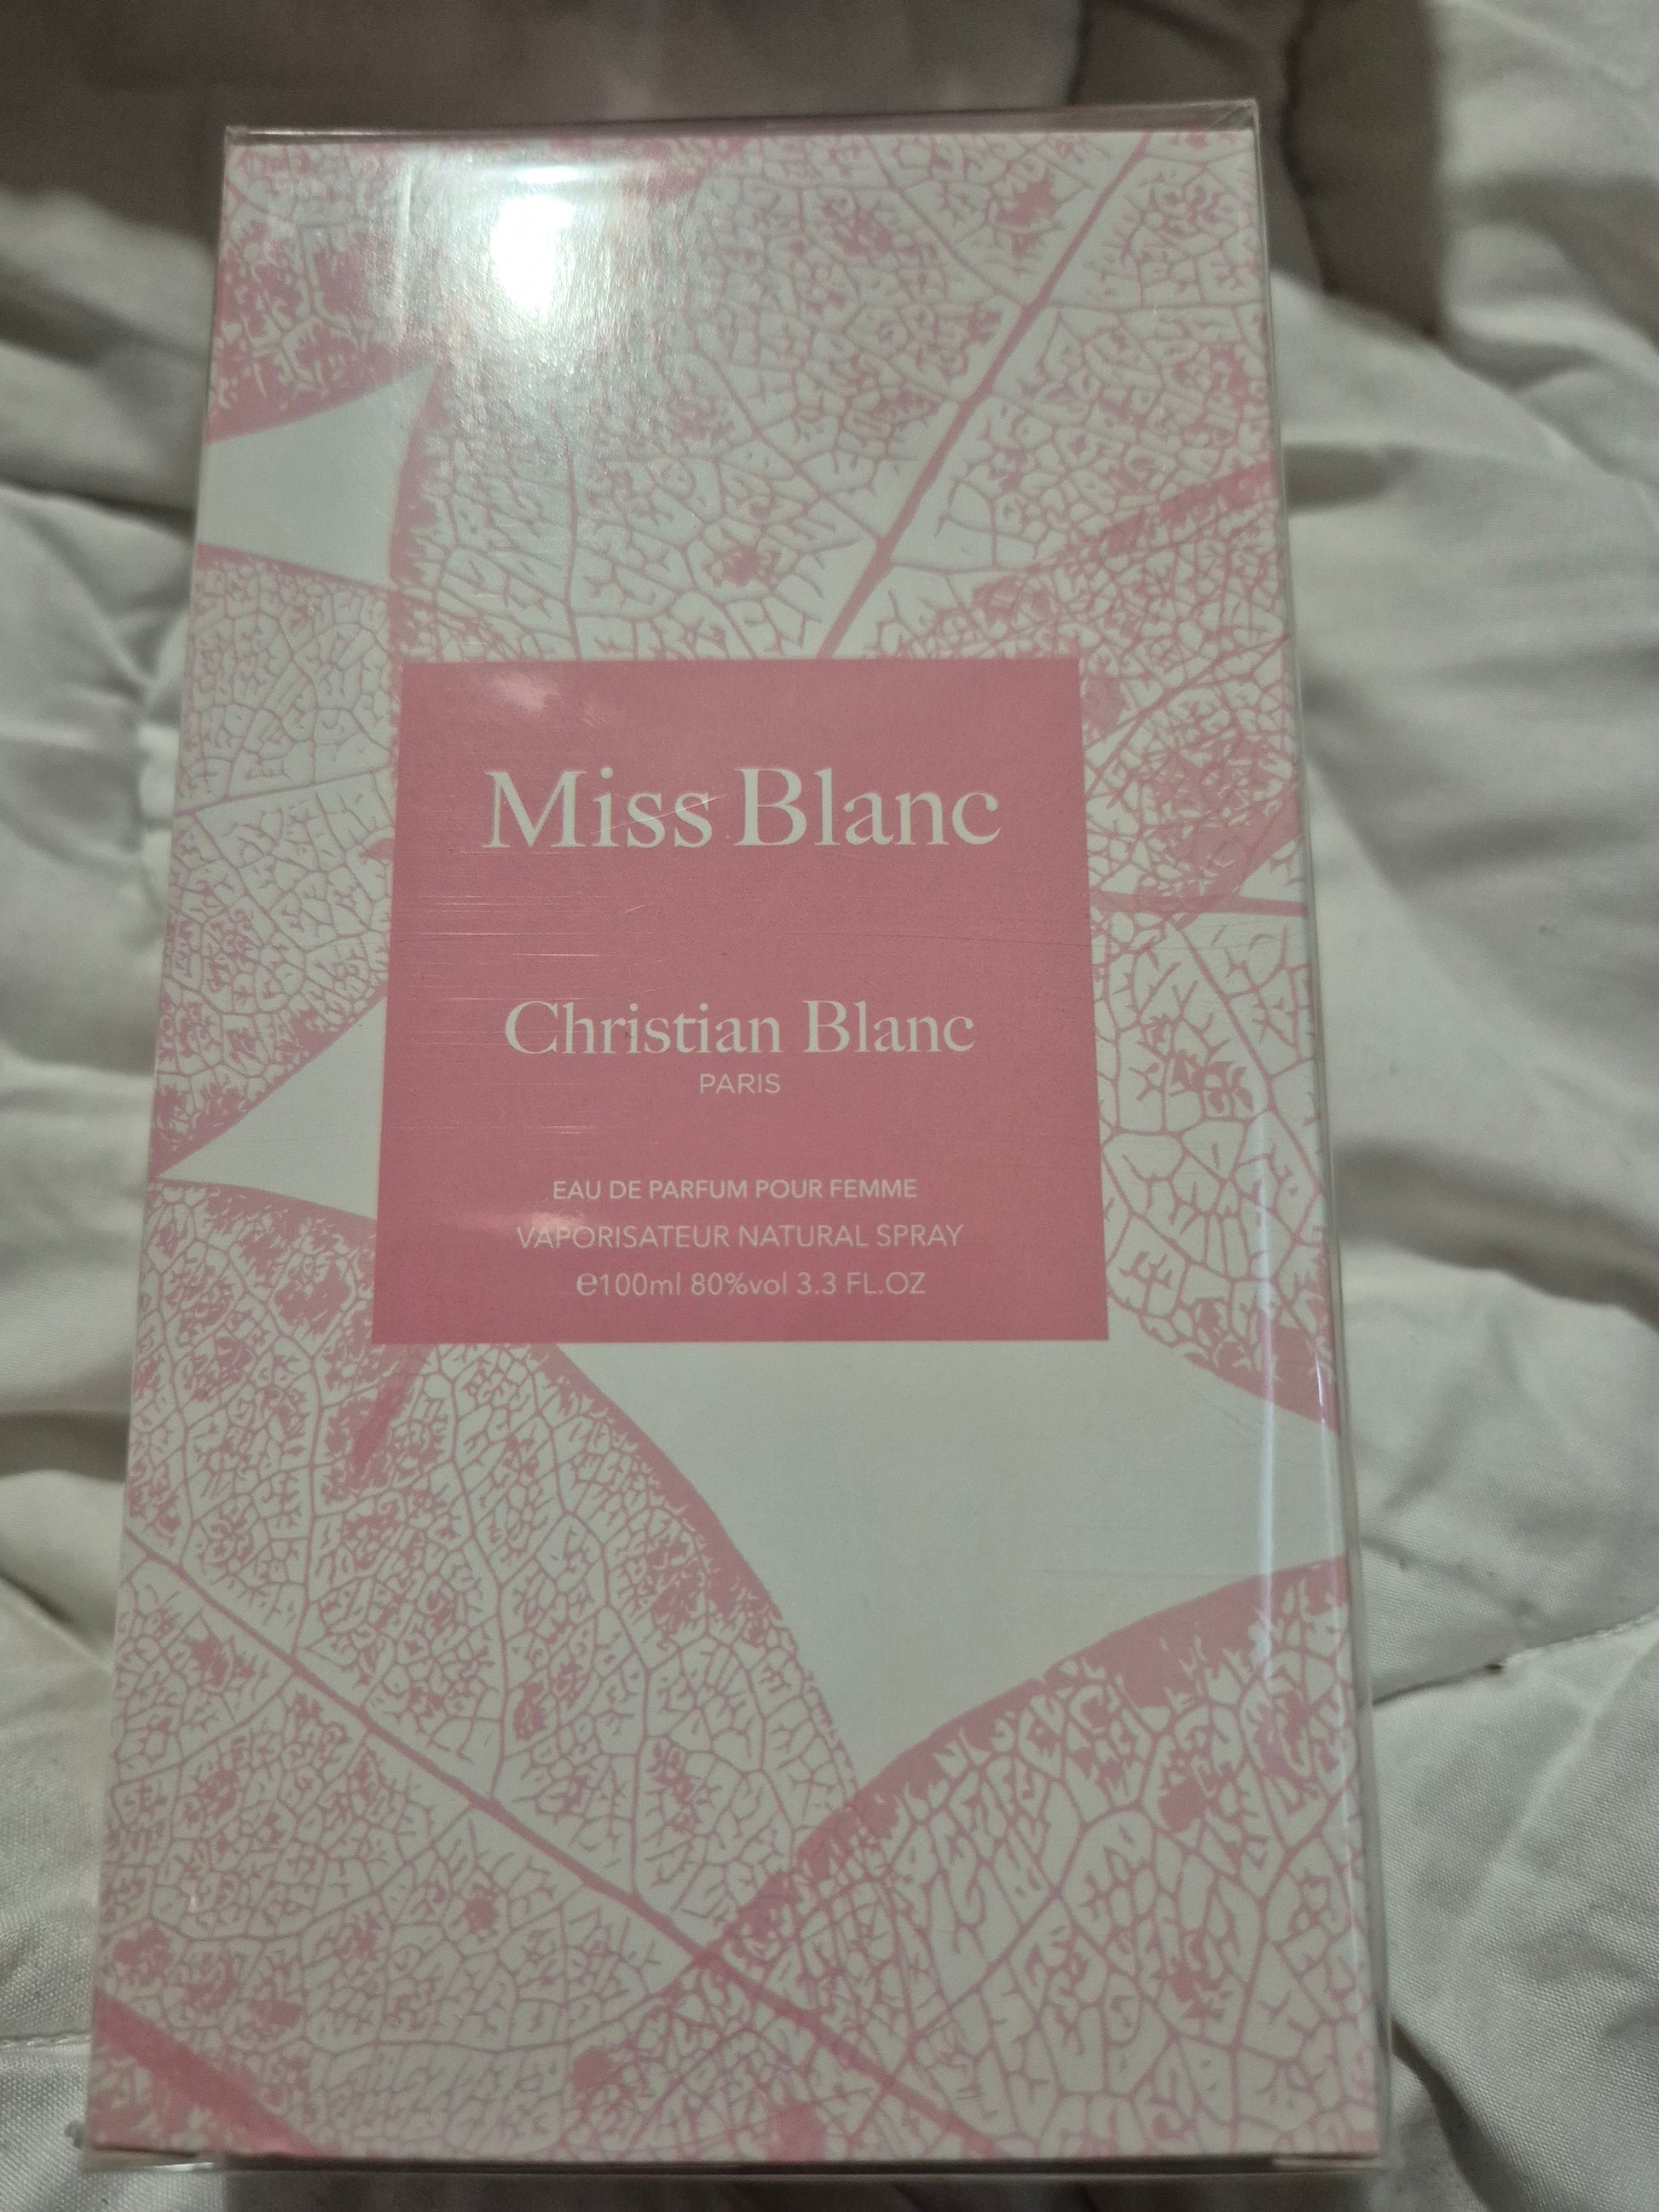 Miss Blanc
Christian Blanc
PARIS
EAU DE PARFUM POUR FEMME
VAPORISATEUR NATURAL SPRAY
℮100ml 80%vol 3.3 FL.OZ